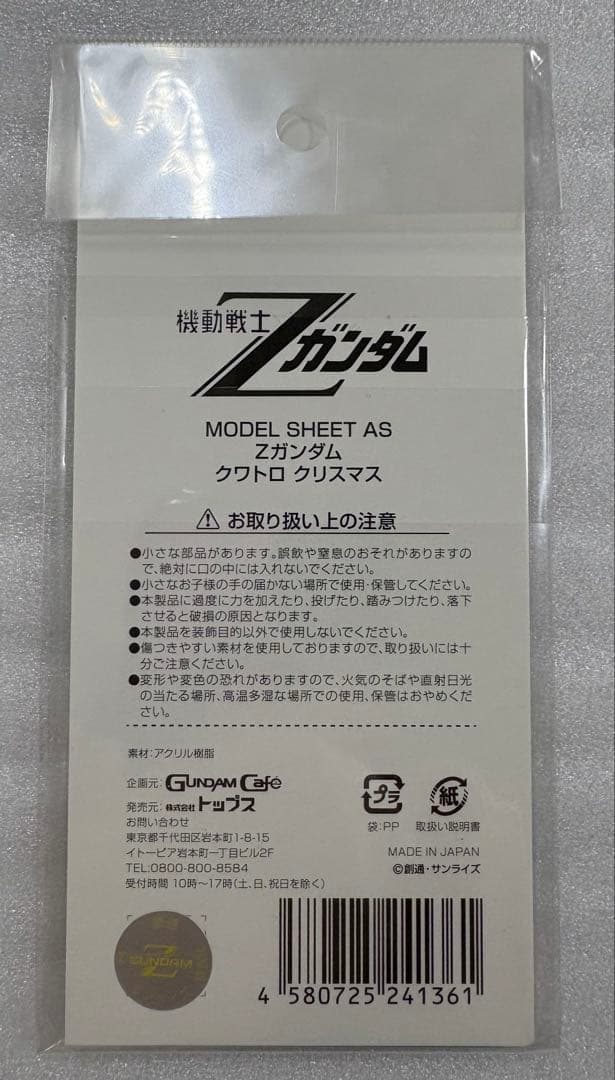 機動戦士Zガンダム
MODEL SHEET AS
Zガンダム
クワトロ クリスマス
お取り扱い上の注意
●小さな部品があります。誤飲や窒息のおそれがありますの
で、絶対に口の中には入れないでください。
●小さなお子様の手の届かない場所で使用・保管してください。
●本製品に過度に力を加えたり、投げたり、踏みつけたり、落下
させると破損の原因となります。
●本製品を装飾目的以外で使用しないでください。
●傷つきやすい素材を使用しておりますので、取り扱いには十
分ご注意ください。
●変形や変色の恐れがありますので、火気のそばや直射日光
の当たる場所、高温多湿な場所での使用、保管はおやめくだ
さい。
素材:アクリル樹脂
企画元: GUNDAM Café
発売元: 株式会社トップス
お問い合わせ
東京都千代田区岩本町1-8-15
イトーピア岩本町一丁目ビル2F
TEL:0800-800-8584
受付時間 10時〜17時(土、日、祝日を除く)
プラ 紙
袋:PP 取扱い説明書
MADE IN JAPAN
©創通・サンライズ
Z GUNDAM
4 580725 241361